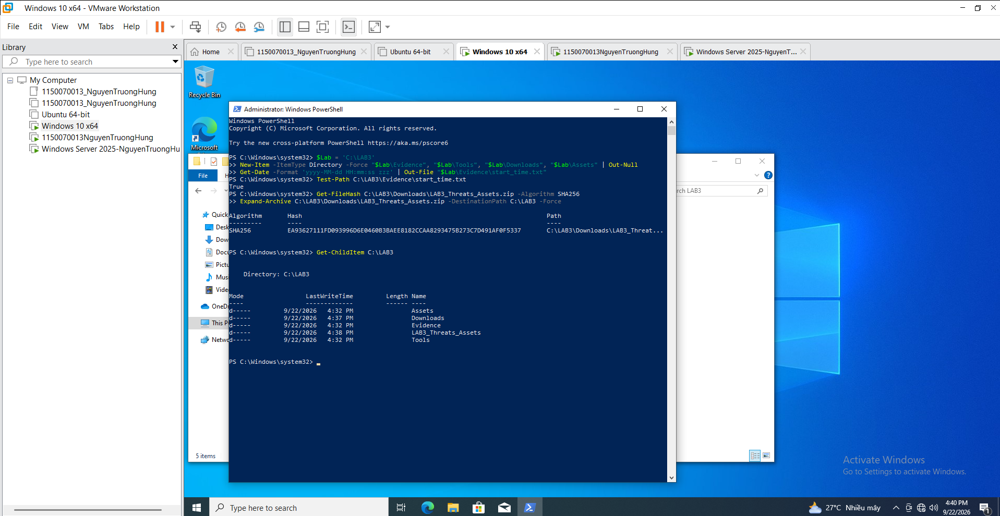 Windows 10 x64 - VMware Workstation
File Edit View VM Tabs Help
Library
Type here to search
My Computer
1150070013_NguyenTruongHung
1150070013_NguyenTruongHung
Ubuntu 64-bit
Windows 10 x64
1150070013NguyenTruongHung
Windows Server 2025-NguyenTruongHu
Home
1150070013_NguyenTruongHung
Ubuntu 64-bit
Windows 10 x64
1150070013NguyenTruongHung
Windows Server 2025-NguyenT...
Recycle Bin
Microsoft
Administrator: Windows PowerShell
Windows PowerShell
Copyright (C) Microsoft Corporation. All rights reserved.
Try the new cross-platform PowerShell https://aka.ms/pscore6
PS C:\Windows\system32> $Lab = 'C:\LAB3'
>> New-Item -ItemType Directory -Force "$Lab\Evidence", "$Lab\Tools", "$Lab\Downloads", "$Lab\Assets" | Out-Null
>> Get-Date -Format 'yyyy-MM-dd HH:mm:ss zzz' | Out-File "$Lab\Evidence\start_time.txt"
PS C:\Windows\system32> Test-Path C:\LAB3\Evidence\start_time.txt
True
PS C:\Windows\system32> Get-FileHash C:\LAB3\Downloads\LAB3_Threats_Assets.zip -Algorithm SHA256
>> Expand-Archive C:\LAB3\Downloads\LAB3_Threats_Assets.zip -DestinationPath C:\LAB3 -Force
Algorithm Hash Path
--------- ---- ----
SHA256 EA93627111FD093996D6E0460B3BAEE8182CCAA8293475B273C7D491AF0F5337 C:\LAB3\Downloads\LAB3_Threat...
PS C:\Windows\system32> Get-ChildItem C:\LAB3
Directory: C:\LAB3
Mode LastWriteTime Length Name
---- ------------- ------ ----
d----- 9/22/2026 4:32 PM Assets
d----- 9/22/2026 4:37 PM Downloads
d----- 9/22/2026 4:32 PM Evidence
d----- 9/22/2026 4:38 PM LAB3_Threats_Assets
d----- 9/22/2026 4:32 PM Tools
PS C:\Windows\system32>
File H
rch LAB3
Quick
Desk
Dow
Docu
Pictu
Musi
Vide
OneDr
This P
Netwo
5 items
Activate Windows
Go to Settings to activate Windows.
Type here to search
27°C Nhiều mây
4:40 PM
9/22/2026
1